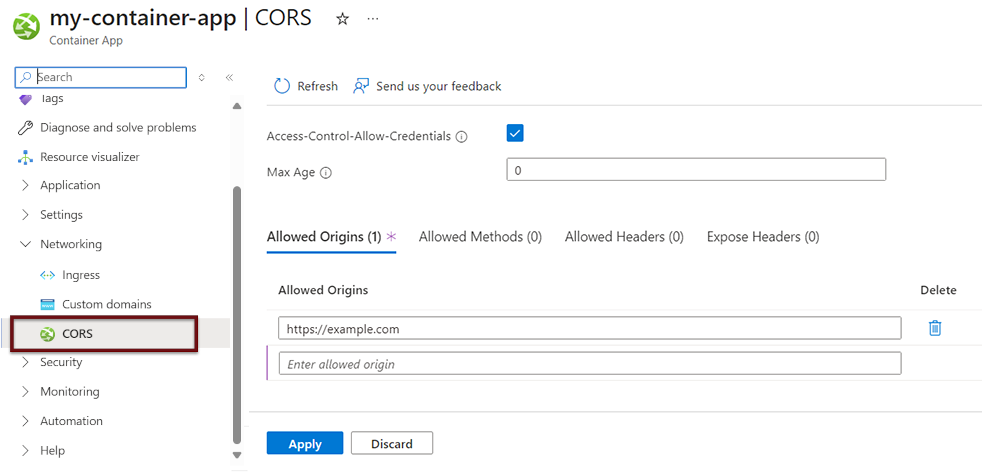 my-container-app | CORS
Container App
Search
Tags
Diagnose and solve problems
Resource visualizer
Application
Settings
Networking
Ingress
Custom domains
CORS
Security
Monitoring
Automation
Help
Refresh Send us your feedback
Access-Control-Allow-Credentials
Max Age 0
Allowed Origins (1) * Allowed Methods (0) Allowed Headers (0) Expose Headers (0)
Allowed Origins Delete
https://example.com
Enter allowed origin
Apply Discard